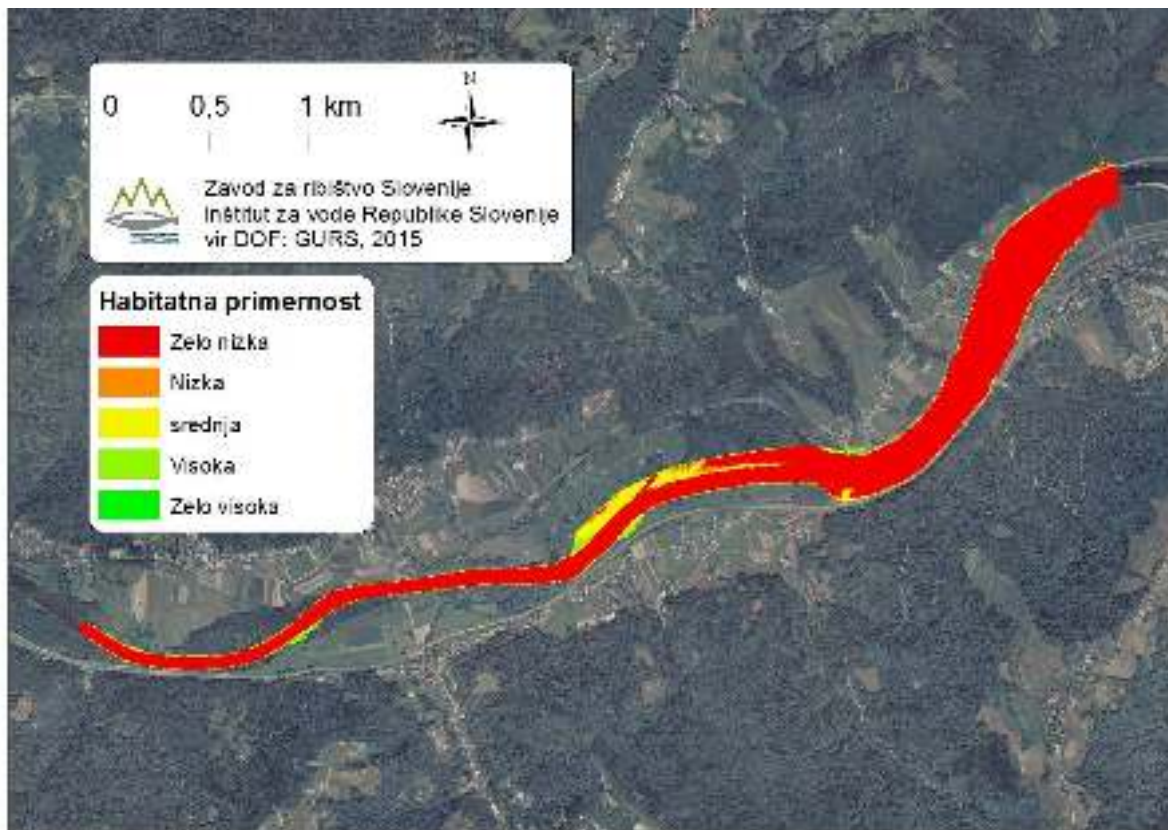 N
0 0,5 1 km
Zavod za ribištvo Slovenije
Inštitut za vode Republike Slovenije
vir DOF: GURS, 2015
Habitatna primernost
Zelo nizka
Nizka
srednja
Visoka
Zelo visoka